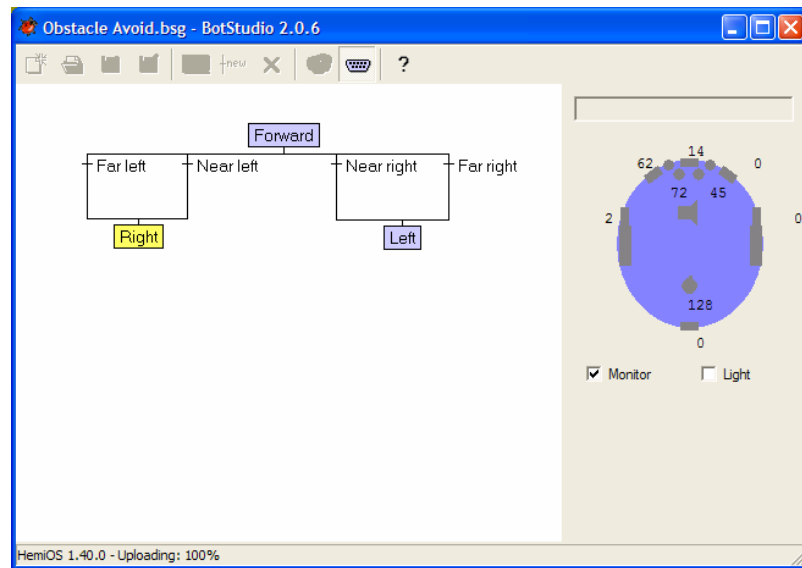 Obstacle Avoid.bsg - BotStudio 2.0.6
new ?
Forward
Far left Near left Near right Far right
Right Left
14
62 0
72 45
2 0
128
0
Monitor Light
HemiOS 1.40.0 - Uploading: 100%